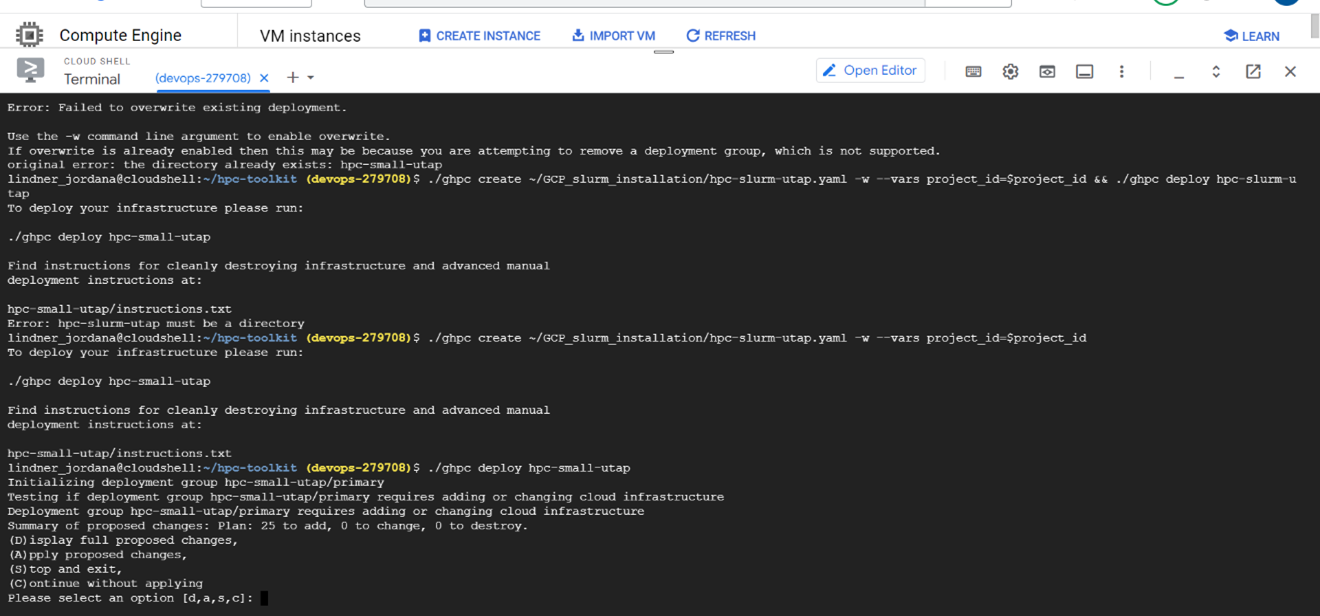 Compute Engine
VM instances
CREATE INSTANCE
IMPORT VM
REFRESH
LEARN
CLOUD SHELL
Terminal
(devops-279708)
Open Editor
Error: Failed to overwrite existing deployment.
Use the -w command line argument to enable overwrite.
If overwrite is already enabled then this may be because you are attempting to remove a deployment group, which is not supported.
original error: the directory already exists: hpc-small-utap
lindner_jordana@cloudshell:~/hpc-toolkit (devops-279708)$ ./ghpc create ~/GCP_slurm_installation/hpc-slurm-utap.yaml -w --vars project_id=$project_id && ./ghpc deploy hpc-slurm-u
tap
To deploy your infrastructure please run:
./ghpc deploy hpc-small-utap
Find instructions for cleanly destroying infrastructure and advanced manual
deployment instructions at:
hpc-small-utap/instructions.txt
Error: hpc-slurm-utap must be a directory
lindner_jordana@cloudshell:~/hpc-toolkit (devops-279708)$ ./ghpc create ~/GCP_slurm_installation/hpc-slurm-utap.yaml -w --vars project_id=$project_id
To deploy your infrastructure please run:
./ghpc deploy hpc-small-utap
Find instructions for cleanly destroying infrastructure and advanced manual
deployment instructions at:
hpc-small-utap/instructions.txt
lindner_jordana@cloudshell:~/hpc-toolkit (devops-279708)$ ./ghpc deploy hpc-small-utap
Initializing deployment group hpc-small-utap/primary
Testing if deployment group hpc-small-utap/primary requires adding or changing cloud infrastructure
Deployment group hpc-small-utap/primary requires adding or changing cloud infrastructure
Summary of proposed changes: Plan: 25 to add, 0 to change, 0 to destroy.
(D)isplay full proposed changes,
(A)pply proposed changes,
(S)top and exit,
(C)ontinue without applying
Please select an option [d,a,s,c]: